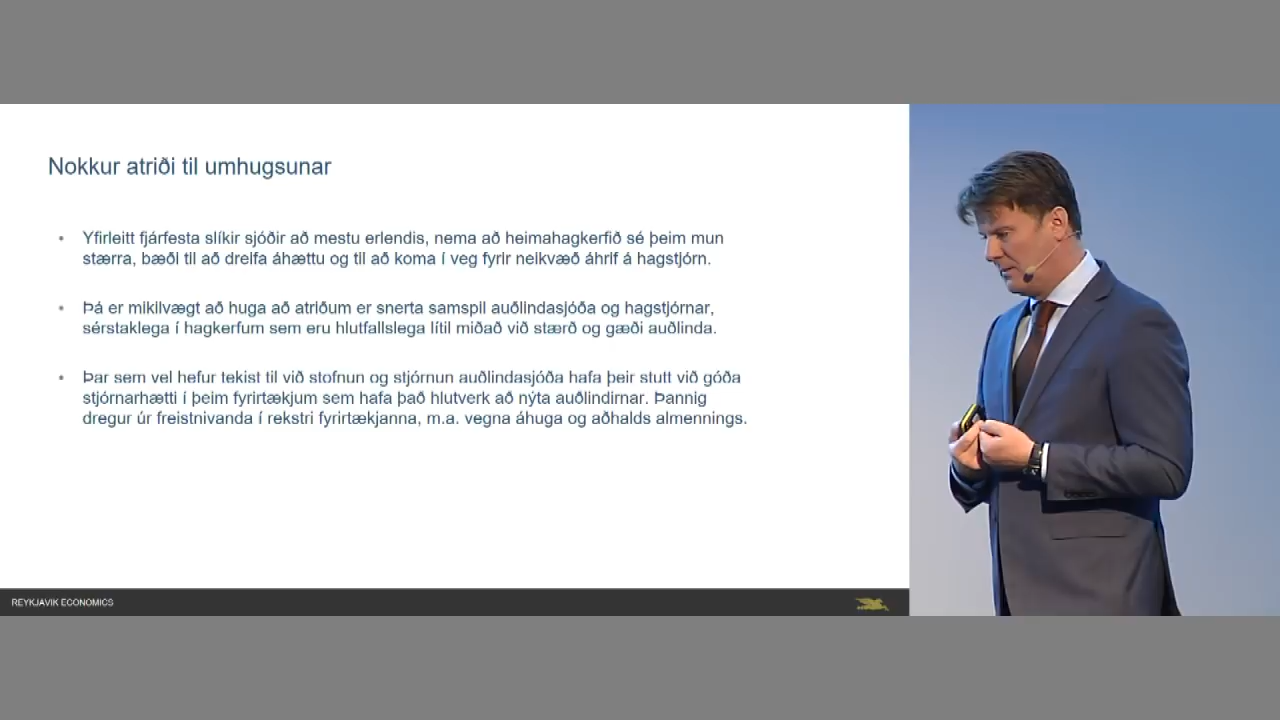 Nokkur atriði til umhugsunar
• Yfirleitt fjárfesta slíkir sjóðir að mestu erlendis, nema að heimahagkerfið sé þeim mun
stærra, bæði til að dreifa áhættu og til að koma í veg fyrir neikvæð áhrif á hagstjórn.
• Þá er mikilvægt að huga að atriðum er snerta samspil auðlindasjóða og hagstjórnar,
sérstaklega í hagkerfum sem eru hlutfallslega lítil miðað við stærð og gæði auðlinda.
• Þar sem vel hefur tekist til við stofnun og stjórnun auðlindasjóða hafa þeir stutt við góða
stjórnarhætti í þeim fyrirtækjum sem hafa það hlutverk að nýta auðlindirnar. Þannig
dregur úr freistnivanda í rekstri fyrirtækjanna, m.a. vegna áhuga og aðhalds almennings.
REYKJAVIK ECONOMICS